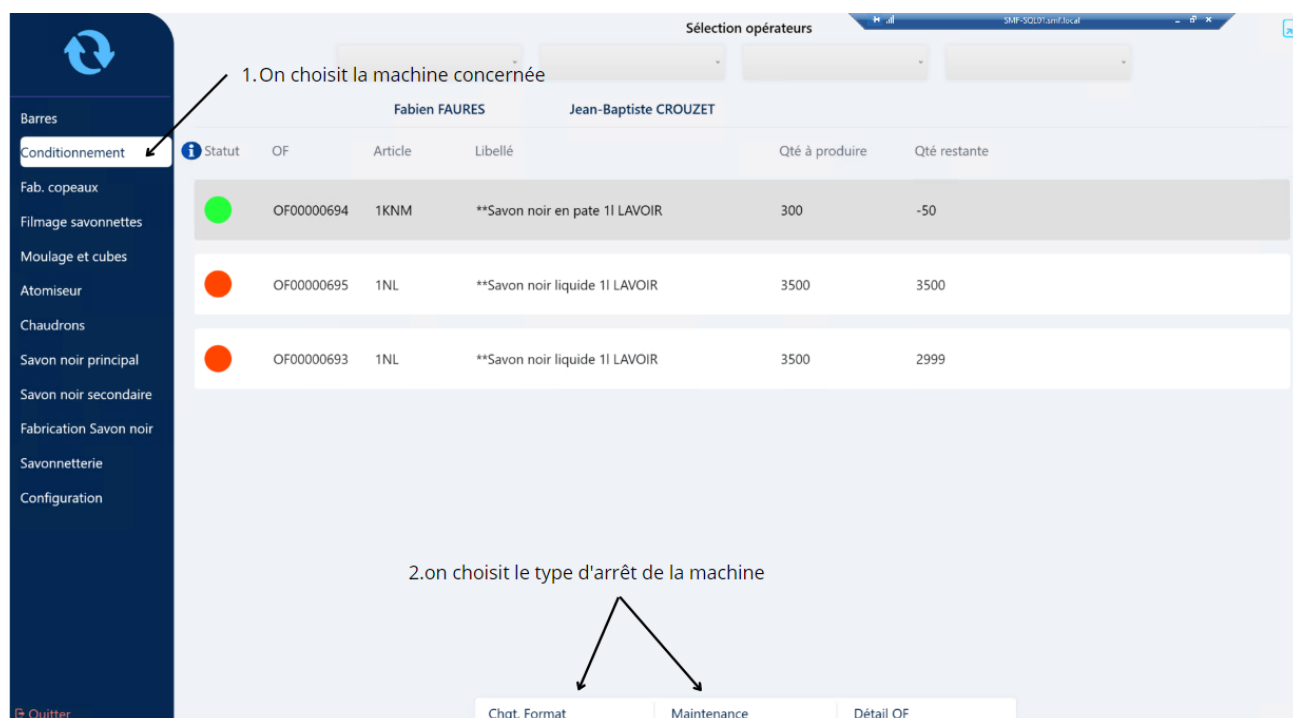 Sélection opérateurs
SMF-SQL01.smf.local
1.On choisit la machine concernée
Fabien FAURES Jean-Baptiste CROUZET
Barres
Conditionnement
Fab. copeaux
Filmage savonnettes
Moulage et cubes
Atomiseur
Chaudrons
Savon noir principal
Savon noir secondaire
Fabrication Savon noir
Savonnetterie
Configuration
Quitter
Statut OF Article Libellé Qté à produire Qté restante
OF00000694 1KNM **Savon noir en pate 1l LAVOIR 300 -50
OF00000695 1NL **Savon noir liquide 1l LAVOIR 3500 3500
OF00000693 1NL **Savon noir liquide 1l LAVOIR 3500 2999
2.on choisit le type d'arrêt de la machine
Chgt. Format Maintenance Détail OF